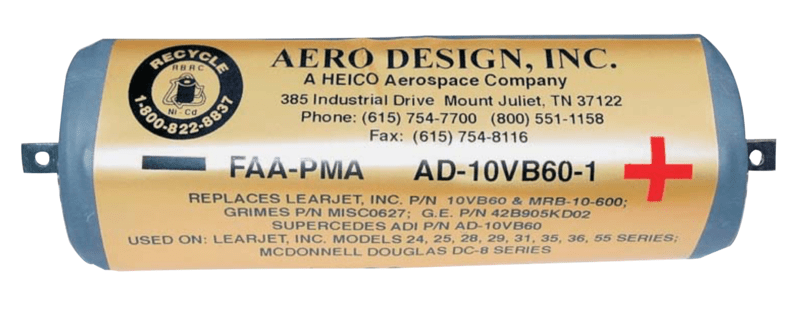 RECYCLE
RBRC
Ni-Cd
1-800-822-8837
AERO DESIGN, INC.
A HEICO Aerospace Company
385 Industrial Drive Mount Juliet, TN 37122
Phone: (615) 754-7700 (800) 551-1158
Fax: (615) 754-8116
— FAA-PMA AD-10VB60-1 +
REPLACES LEARJET, INC. P/N 10VB60 & MRB-10-600;
GRIMES P/N MISC0627; G.E. P/N 42B905KD02
SUPERCEDES ADI P/N AD-10VB60
USED ON: LEARJET, INC. MODELS 24, 25, 28, 29, 31, 35, 36, 55 SERIES;
MCDONNELL DOUGLAS DC-8 SERIES